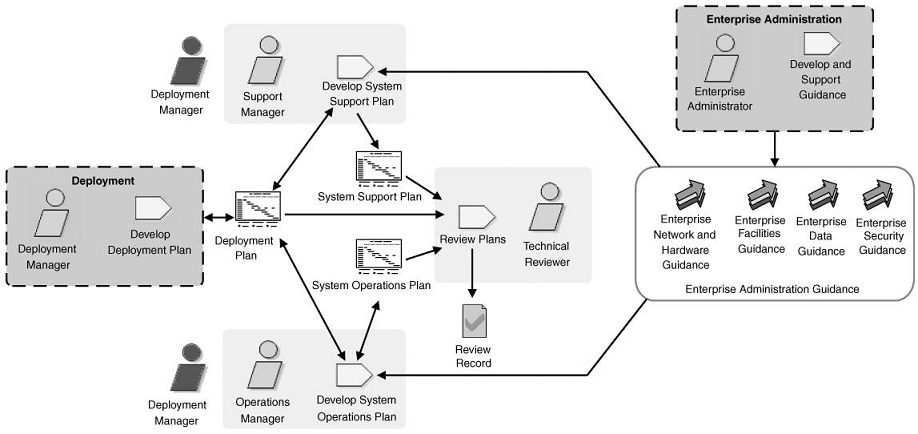 Enterprise Administration
Enterprise
Administrator
Develop and
Support
Guidance
Deployment
Manager
Support
Manager
Develop System
Support Plan
System Support Plan
Deployment
Deployment
Manager
Develop
Deployment Plan
Deployment
Plan
Review Plans
Technical
Reviewer
System Operations Plan
Review
Record
Enterprise
Network and
Hardware
Guidance
Enterprise
Facilities
Guidance
Enterprise
Data
Guidance
Enterprise
Security
Guidance
Enterprise Administration Guidance
Deployment
Manager
Operations
Manager
Develop System
Operations Plan